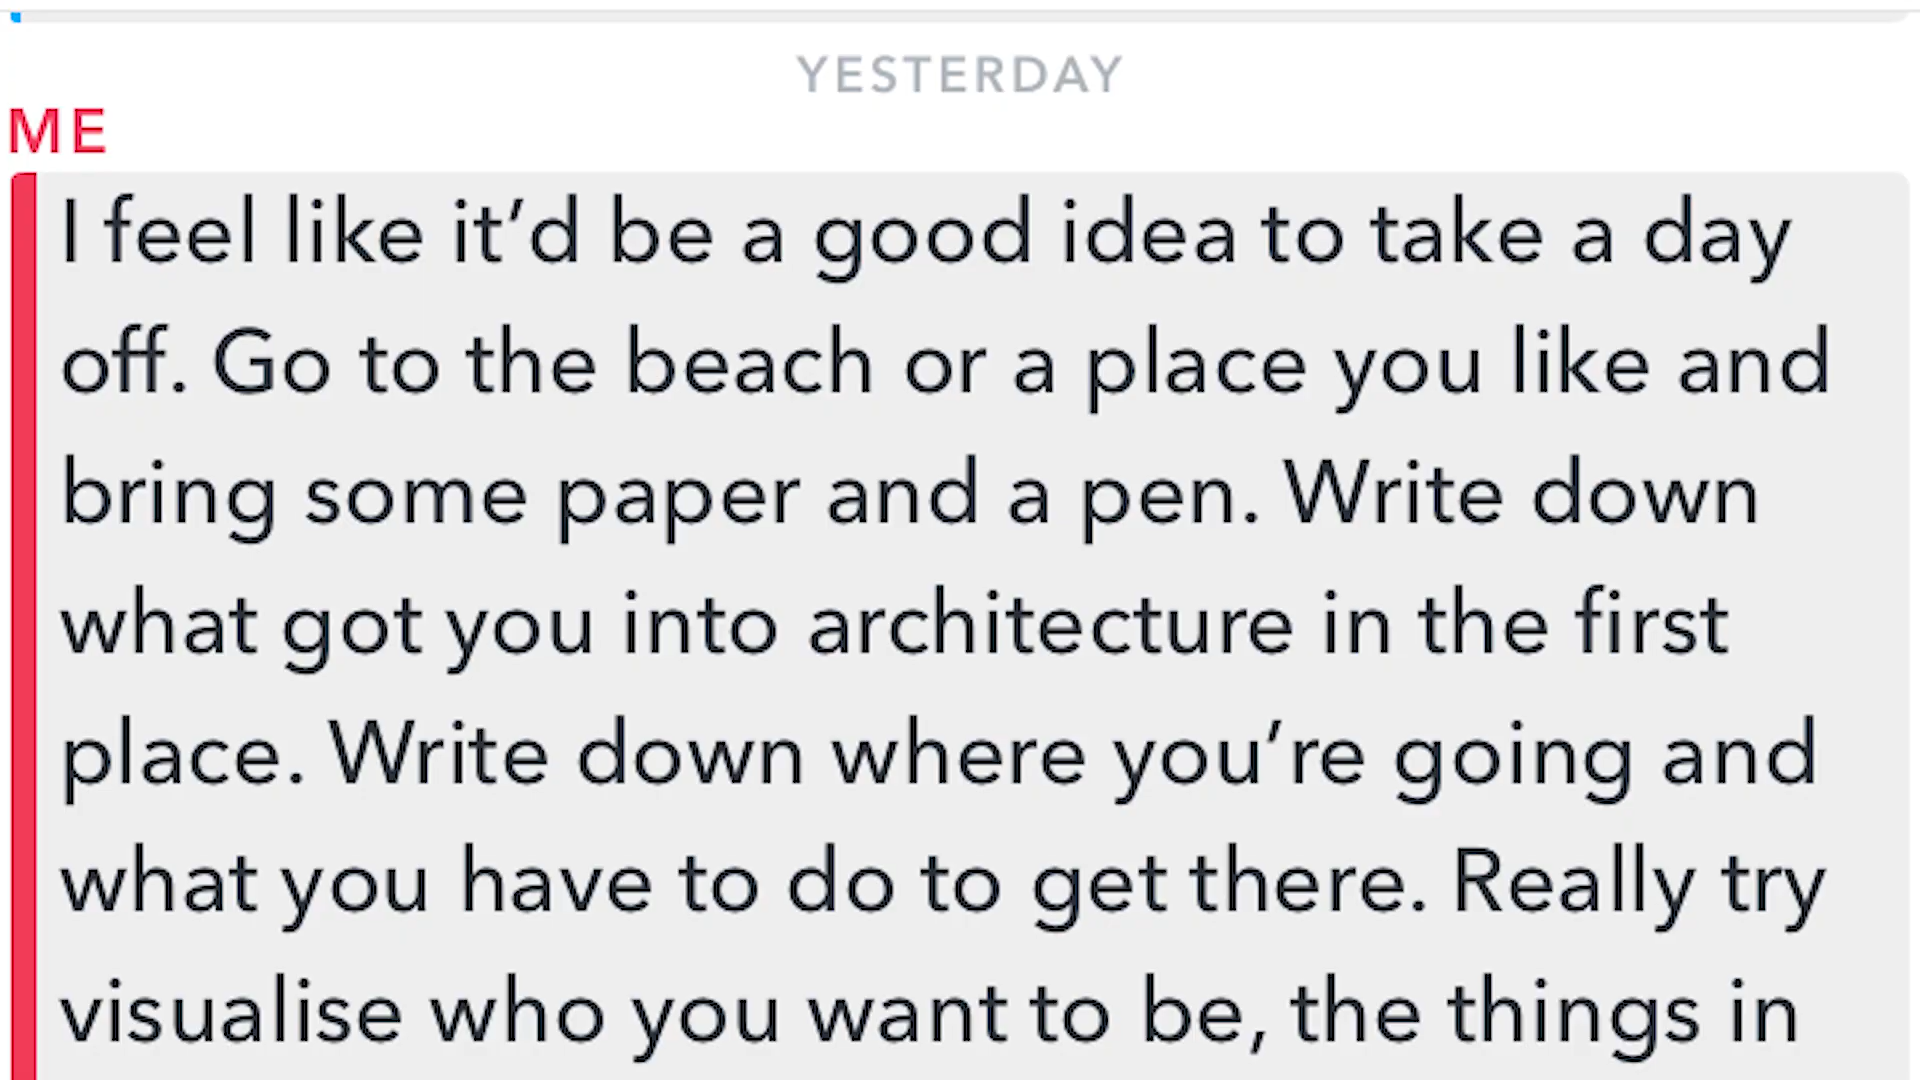 YESTERDAY
ME
I feel like it’d be a good idea to take a day
off. Go to the beach or a place you like and
bring some paper and a pen. Write down
what got you into architecture in the first
place. Write down where you’re going and
what you have to do to get there. Really try
visualise who you want to be, the things in